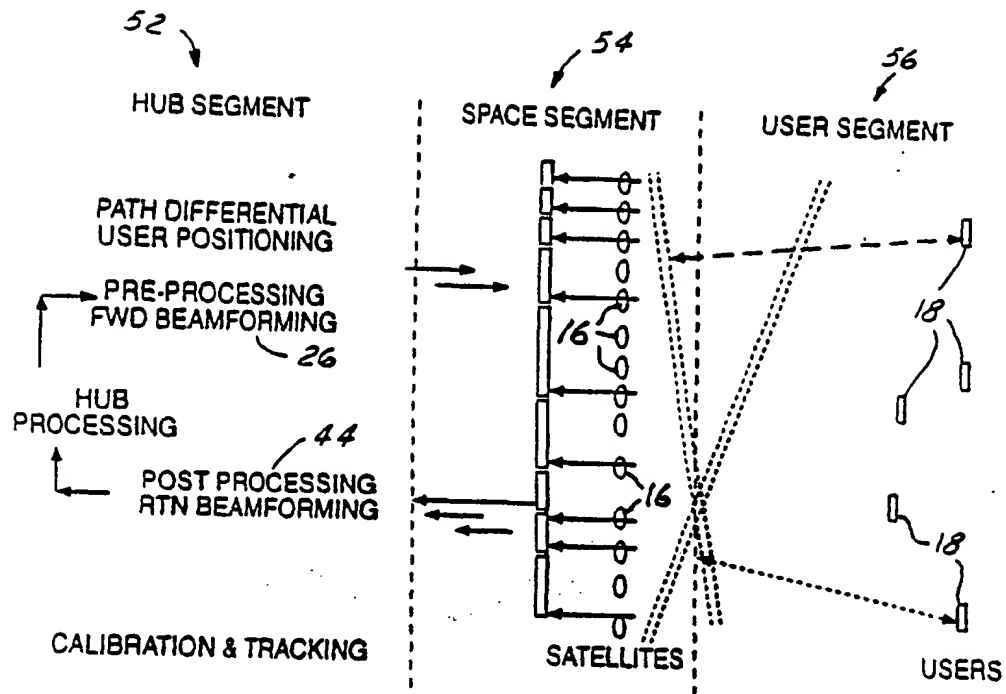 52
54
56
HUB SEGMENT
SPACE SEGMENT
USER SEGMENT
PATH DIFFERENTIAL
USER POSITIONING
PRE-PROCESSING
FWD BEAMFORMING
26
HUB
PROCESSING
44
POST PROCESSING
RTN BEAMFORMING
CALIBRATION & TRACKING
16
16
SATELLITES
18
18
USERS